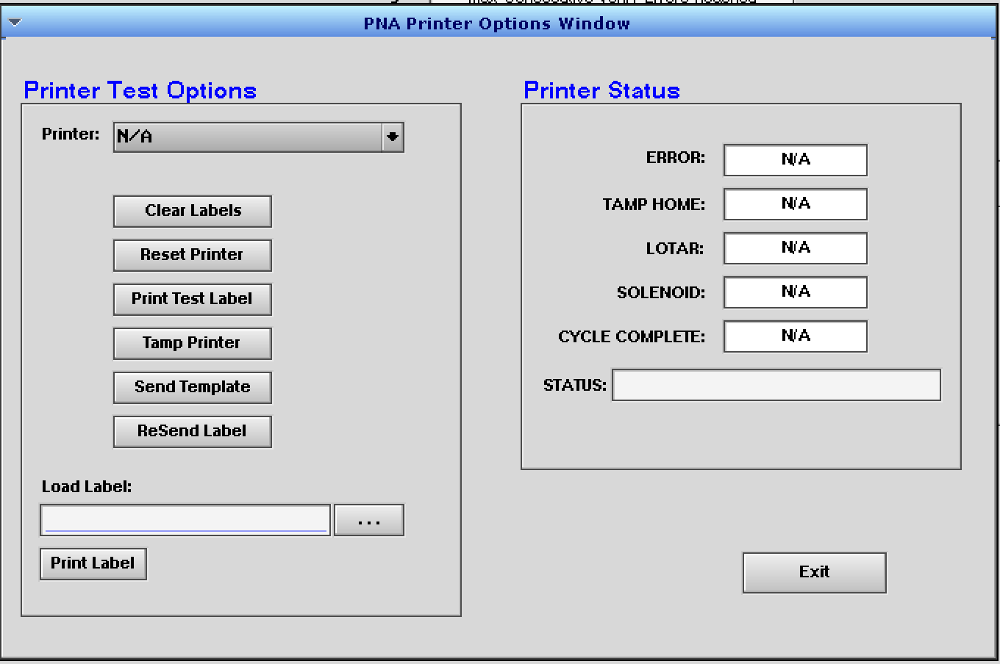 PNA Printer Options Window
Printer Test Options
Printer: N/A
Clear Labels
Reset Printer
Print Test Label
Tamp Printer
Send Template
ReSend Label
Load Label:
...
Print Label
Printer Status
ERROR: N/A
TAMP HOME: N/A
LOTAR: N/A
SOLENOID: N/A
CYCLE COMPLETE: N/A
STATUS:
Exit